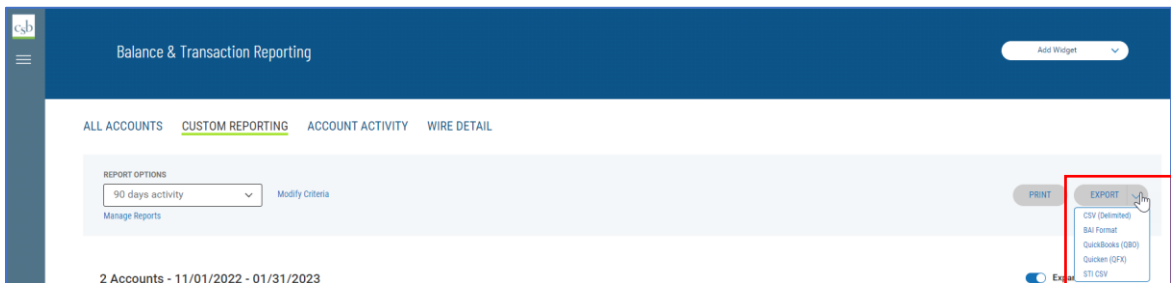 csb
Balance & Transaction Reporting
Add Widget
ALL ACCOUNTS CUSTOM REPORTING ACCOUNT ACTIVITY WIRE DETAIL
REPORT OPTIONS
90 days activity Modify Criteria
Manage Reports
PRINT EXPORT
CSV (Delimited)
BAI Format
QuickBooks (QBO)
Quicken (QFX)
STI CSV
2 Accounts - 11/01/2022 - 01/31/2023